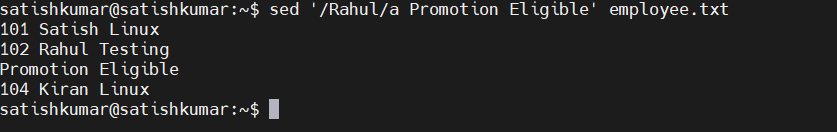 satishkumar@satishkumar:~$ sed '/Rahul/a Promotion Eligible' employee.txt
101 Satish Linux
102 Rahul Testing
Promotion Eligible
104 Kiran Linux
satishkumar@satishkumar:~$